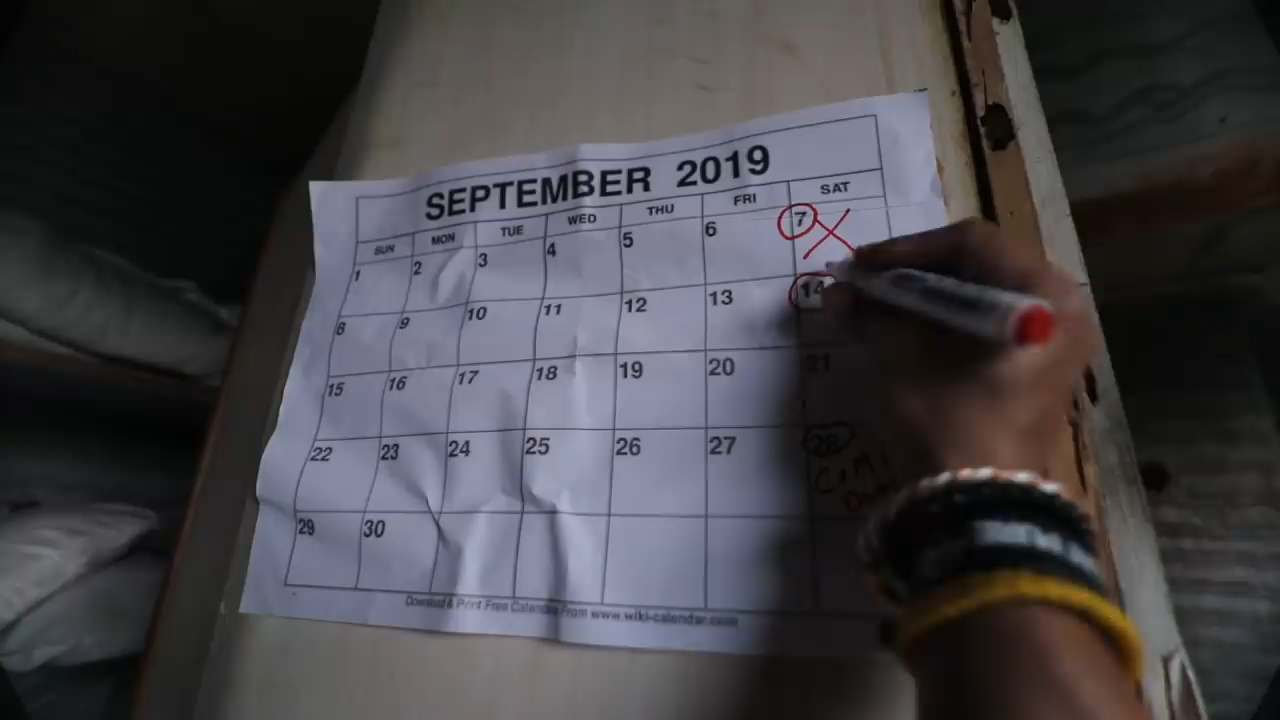 SEPTEMBER 2019
SUN MON TUE WED THU FRI SAT
1 2 3 4 5 6 7
8 9 10 11 12 13 14
15 16 17 18 19 20 21
22 23 24 25 26 27 28
29 30
Download & Print Free Calendar From www.wiki-calendar.com